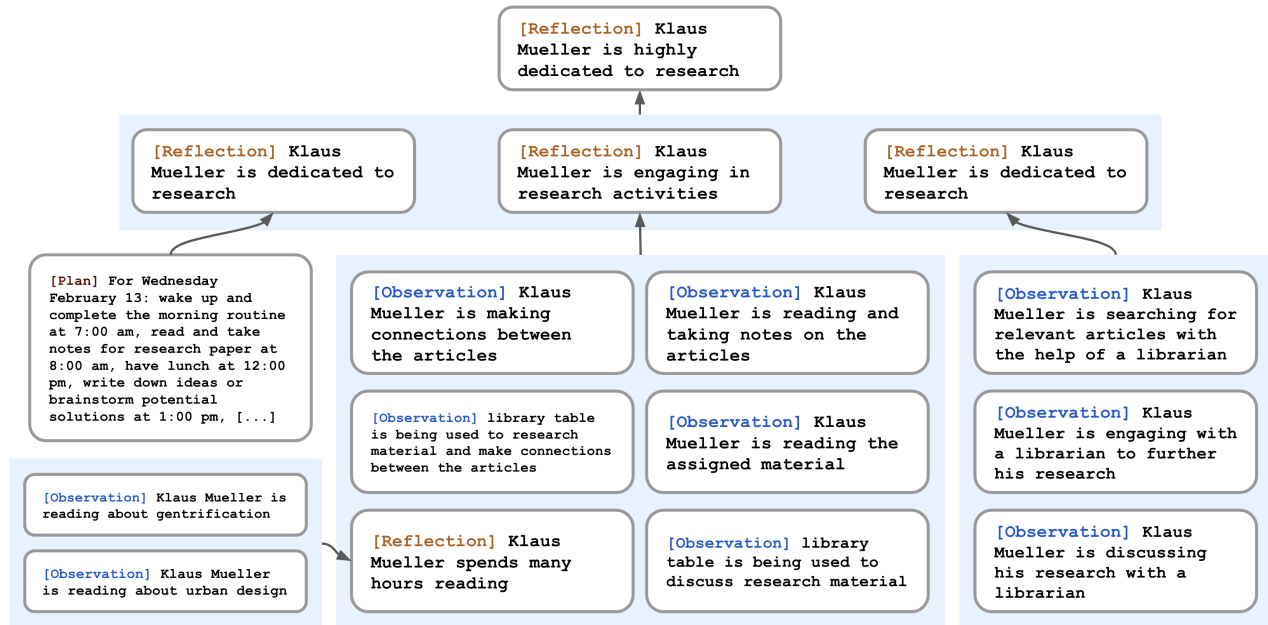 [Reflection] Klaus
Mueller is highly
dedicated to research
[Reflection] Klaus
Mueller is dedicated to
research
[Reflection] Klaus
Mueller is engaging in
research activities
[Reflection] Klaus
Mueller is dedicated to
research
[Plan] For Wednesday
February 13: wake up and
complete the morning routine
at 7:00 am, read and take
notes for research paper at
8:00 am, have lunch at 12:00
pm, write down ideas or
brainstorm potential
solutions at 1:00 pm, [...]
[Observation] Klaus Mueller is
reading about gentrification
[Observation] Klaus Mueller
is reading about urban design
[Observation] Klaus
Mueller is making
connections between
the articles
[Observation] Klaus
Mueller is reading and
taking notes on the
articles
[Observation] library table
is being used to research
material and make connections
between the articles
[Observation] Klaus
Mueller is reading the
assigned material
[Reflection] Klaus
Mueller spends many
hours reading
[Observation] library
table is being used to
discuss research material
[Observation] Klaus
Mueller is searching for
relevant articles with
the help of a librarian
[Observation] Klaus
Mueller is engaging with
a librarian to further
his research
[Observation] Klaus
Mueller is discussing
his research with a
librarian